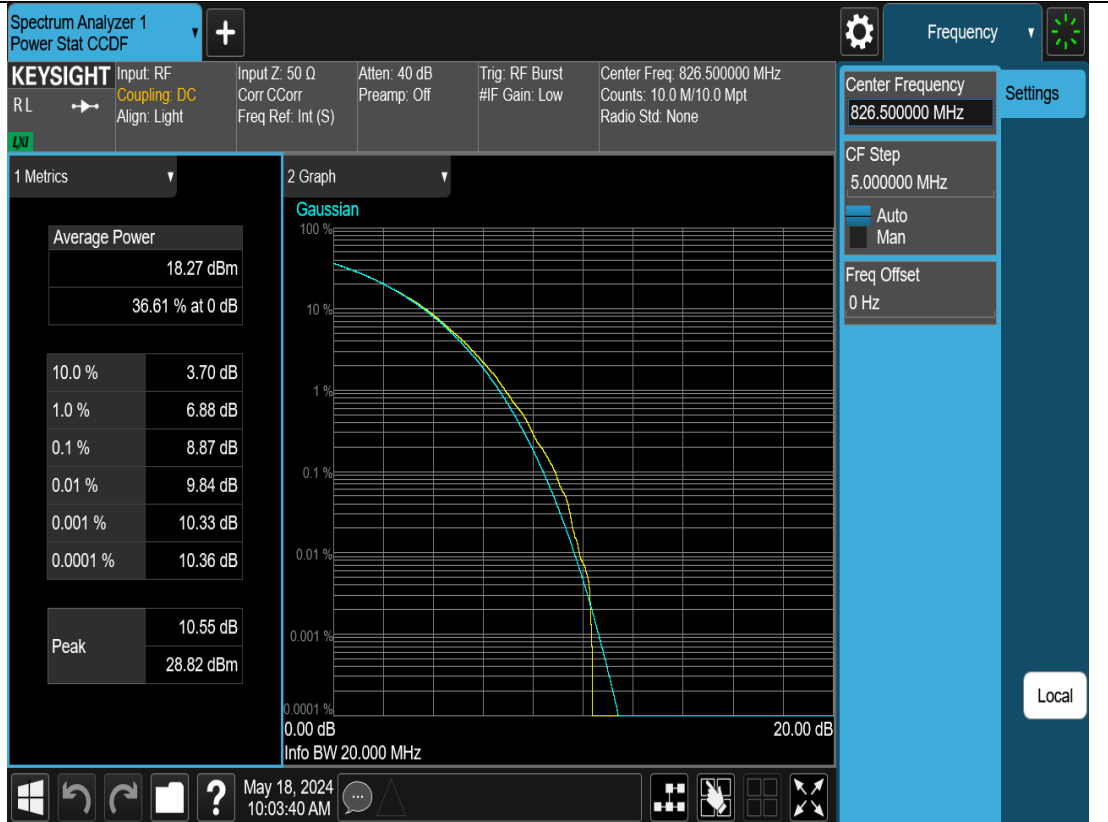 Spectrum Analyzer 1
Power Stat CCDF
+
Frequency
KEYSIGHT
R L
LXI
Input: RF
Coupling: DC
Align: Light
Input Z: 50 Ω
Corr CCorr
Freq Ref: Int (S)
Atten: 40 dB
Preamp: Off
Trig: RF Burst
#IF Gain: Low
Center Freq: 826.500000 MHz
Counts: 10.0 M/10.0 Mpt
Radio Std: None
Center Frequency
826.500000 MHz
Settings
CF Step
5.000000 MHz
Auto
Man
Freq Offset
0 Hz
Local
1 Metrics
Average Power
18.27 dBm
36.61 % at 0 dB
10.0 % 3.70 dB
1.0 % 6.88 dB
0.1 % 8.87 dB
0.01 % 9.84 dB
0.001 % 10.33 dB
0.0001 % 10.36 dB
Peak
10.55 dB
28.82 dBm
2 Graph
Gaussian
100 %
10 %
1 %
0.1 %
0.01 %
0.001 %
0.0001 %
0.00 dB 20.00 dB
Info BW 20.000 MHz
?
May 18, 2024
10:03:40 AM